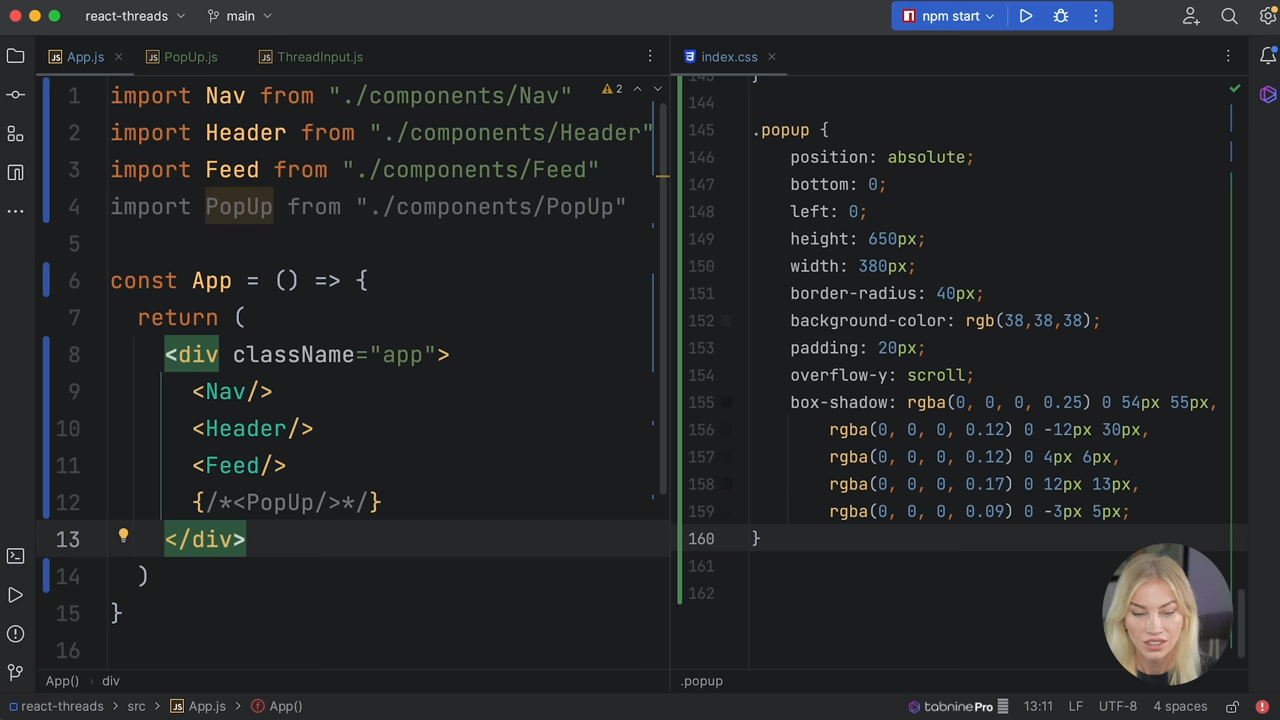 react-threads
main
npm start
App.js
PopUp.js
ThreadInput.js
index.css
1 import Nav from "./components/Nav"
2
2 import Header from "./components/Header"
3 import Feed from "./components/Feed"
4 import PopUp from "./components/PopUp"
5
6 const App = () => {
7 return (
8 <div className="app">
9 <Nav/>
10 <Header/>
11 <Feed/>
12 {/*<PopUp/>*/}
13 </div>
14 )
15 }
16
App()
div
143 }
144
145 .popup {
146 position: absolute;
147 bottom: 0;
148 left: 0;
149 height: 650px;
150 width: 380px;
151 border-radius: 40px;
152 background-color: rgb(38,38,38);
153 padding: 20px;
154 overflow-y: scroll;
155 box-shadow: rgba(0, 0, 0, 0.25) 0 54px 55px,
156 rgba(0, 0, 0, 0.12) 0 -12px 30px,
157 rgba(0, 0, 0, 0.12) 0 4px 6px,
158 rgba(0, 0, 0, 0.17) 0 12px 13px,
159 rgba(0, 0, 0, 0.09) 0 -3px 5px;
160 }
161
162
.popup
react-threads
src
App.js
App()
tabninePro
13:11
LF
UTF-8
4 spaces